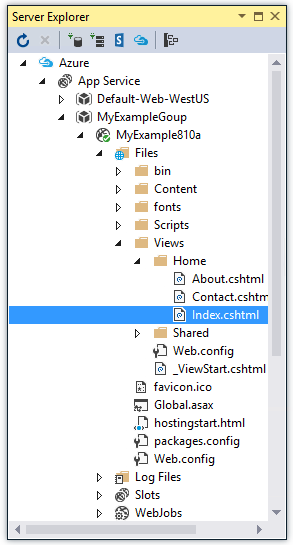 Server Explorer
Azure
App Service
Default-Web-WestUS
MyExampleGoup
MyExample810a
Files
bin
Content
fonts
Scripts
Views
Home
About.cshtml
Contact.cshtm
Index.cshtml
Shared
Web.config
_ViewStart.cshtml
favicon.ico
Global.asax
hostingstart.html
packages.config
Web.config
Log Files
Slots
WebJobs